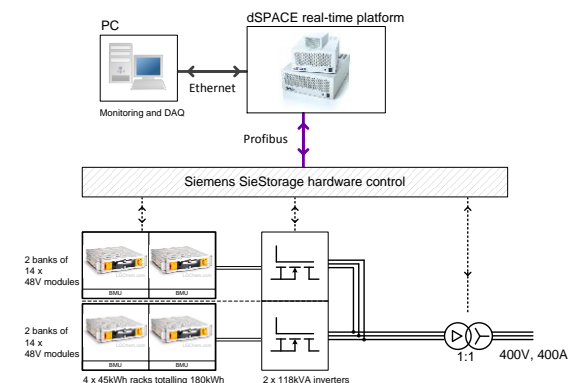 dSPACE real-time platform
PC
Ethernet
Monitoring and DAQ
Profibus
Siemens SieStorage hardware control
2 banks of
14 x
48V modules
BMU
BMU
2 banks of
14 x
48V modules
BMU
BMU
1:1
400V, 400A
4 x 45kWh racks totalling 180kWh
2 x 118kVA inverters